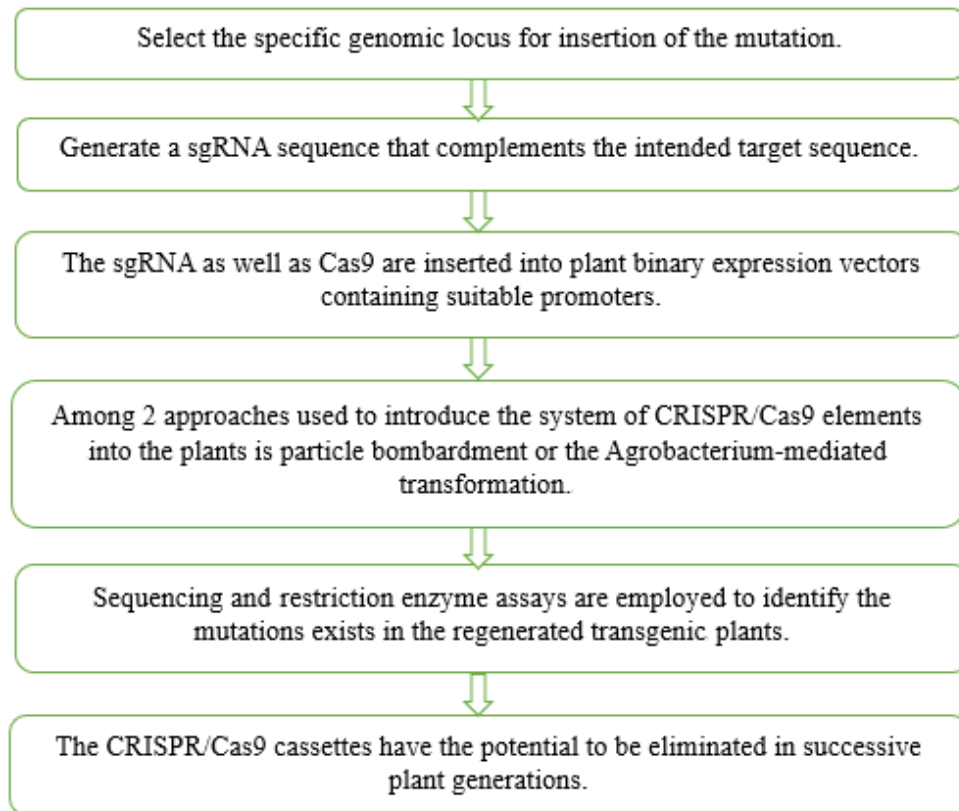 Select the specific genomic locus for insertion of the mutation.
Generate a sgRNA sequence that complements the intended target sequence.
The sgRNA as well as Cas9 are inserted into plant binary expression vectors
containing suitable promoters.
Among 2 approaches used to introduce the system of CRISPR/Cas9 elements
into the plants is particle bombardment or the Agrobacterium-mediated
transformation.
Sequencing and restriction enzyme assays are employed to identify the
mutations exists in the regenerated transgenic plants.
The CRISPR/Cas9 cassettes have the potential to be eliminated in successive
plant generations.